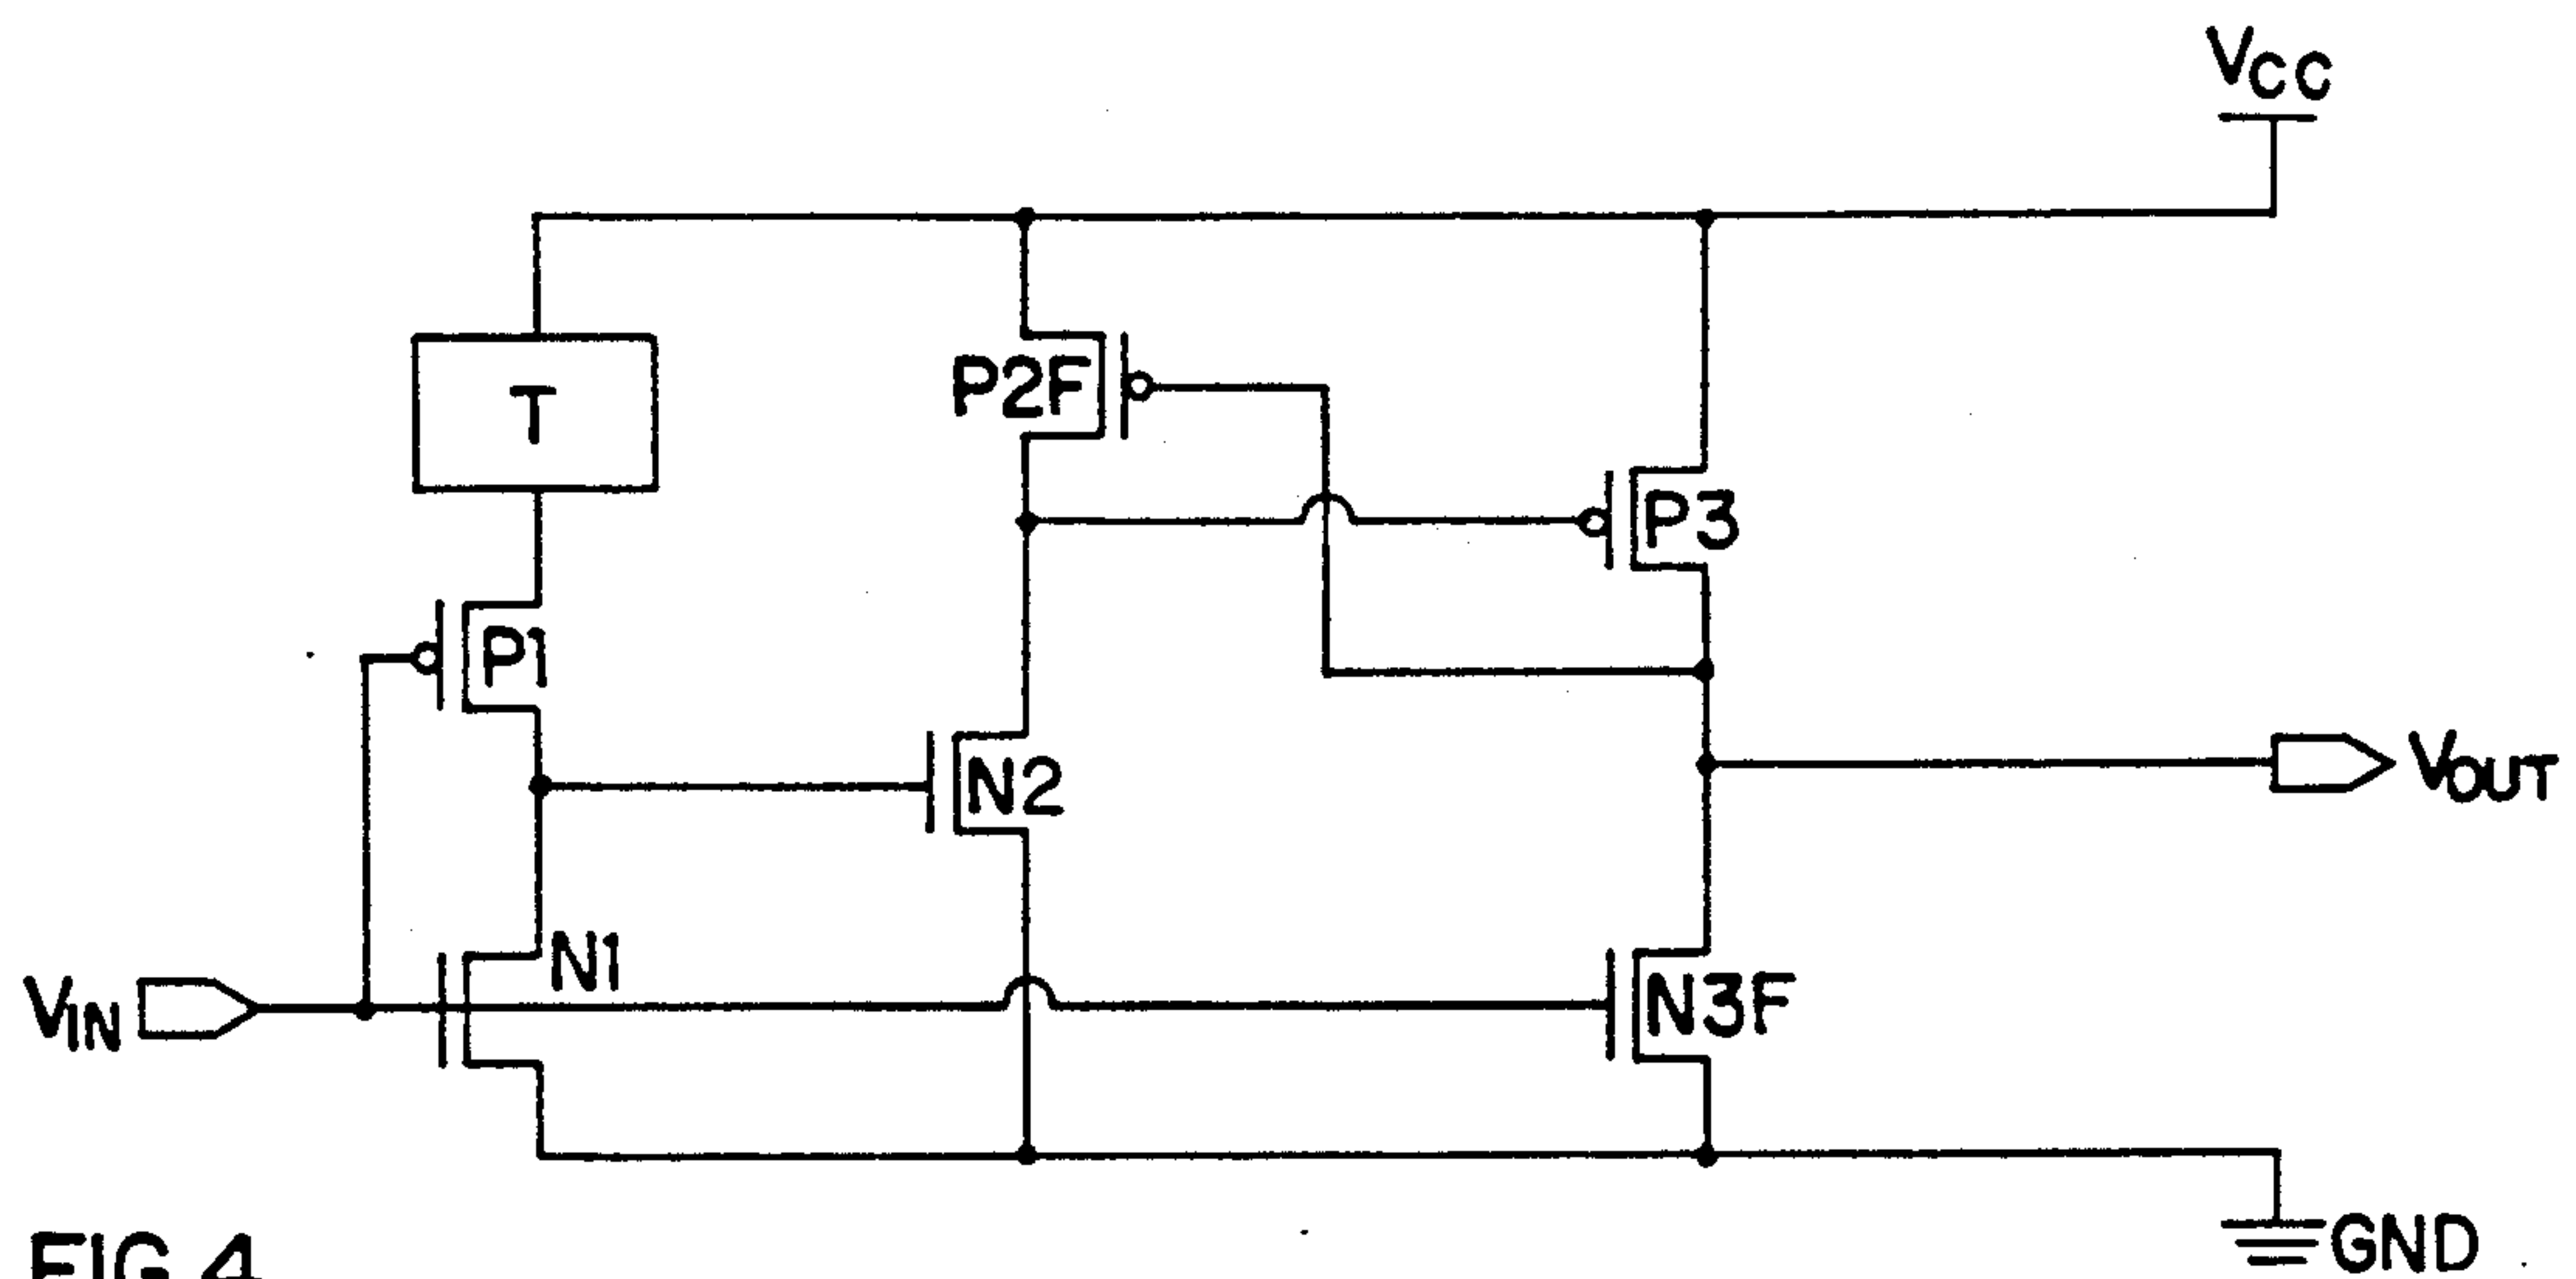 VCC
T
P2F
P3
P1
N2
VOUT
N1
VIN
N3F
GND
FIG. 4